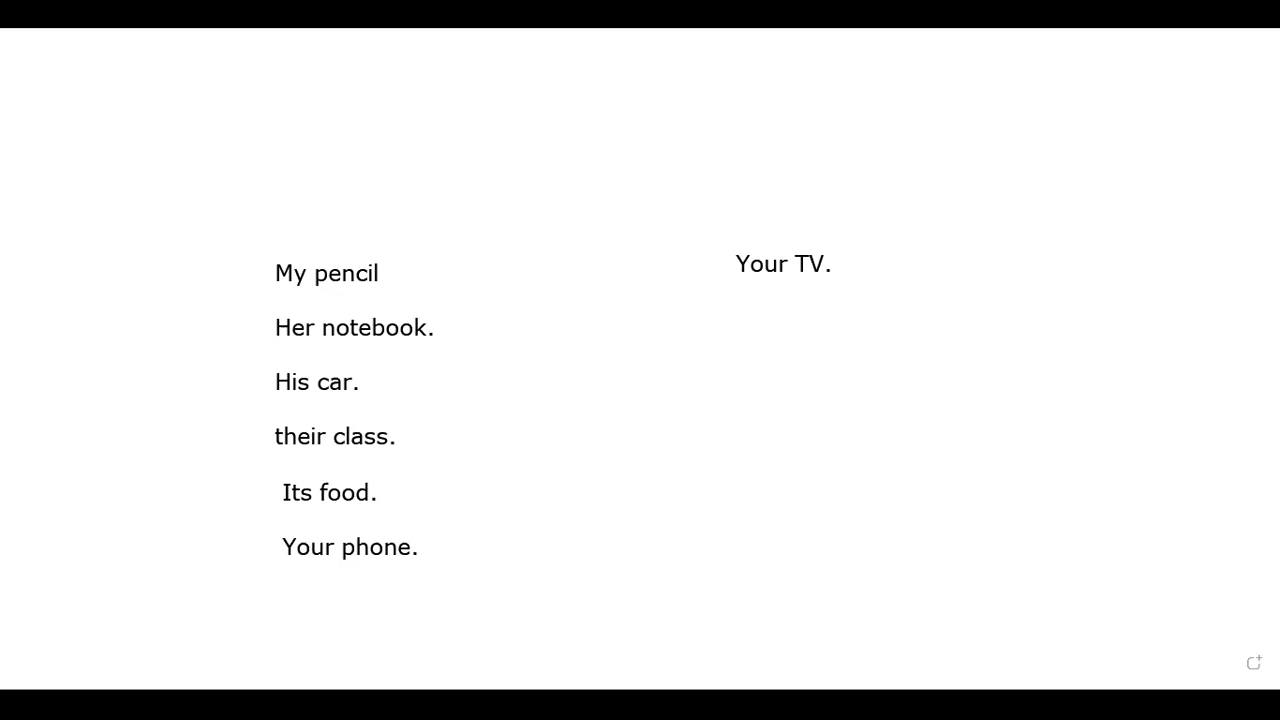 My pencil
Her notebook.
His car.
their class.
Its food.
Your phone.
Your TV.